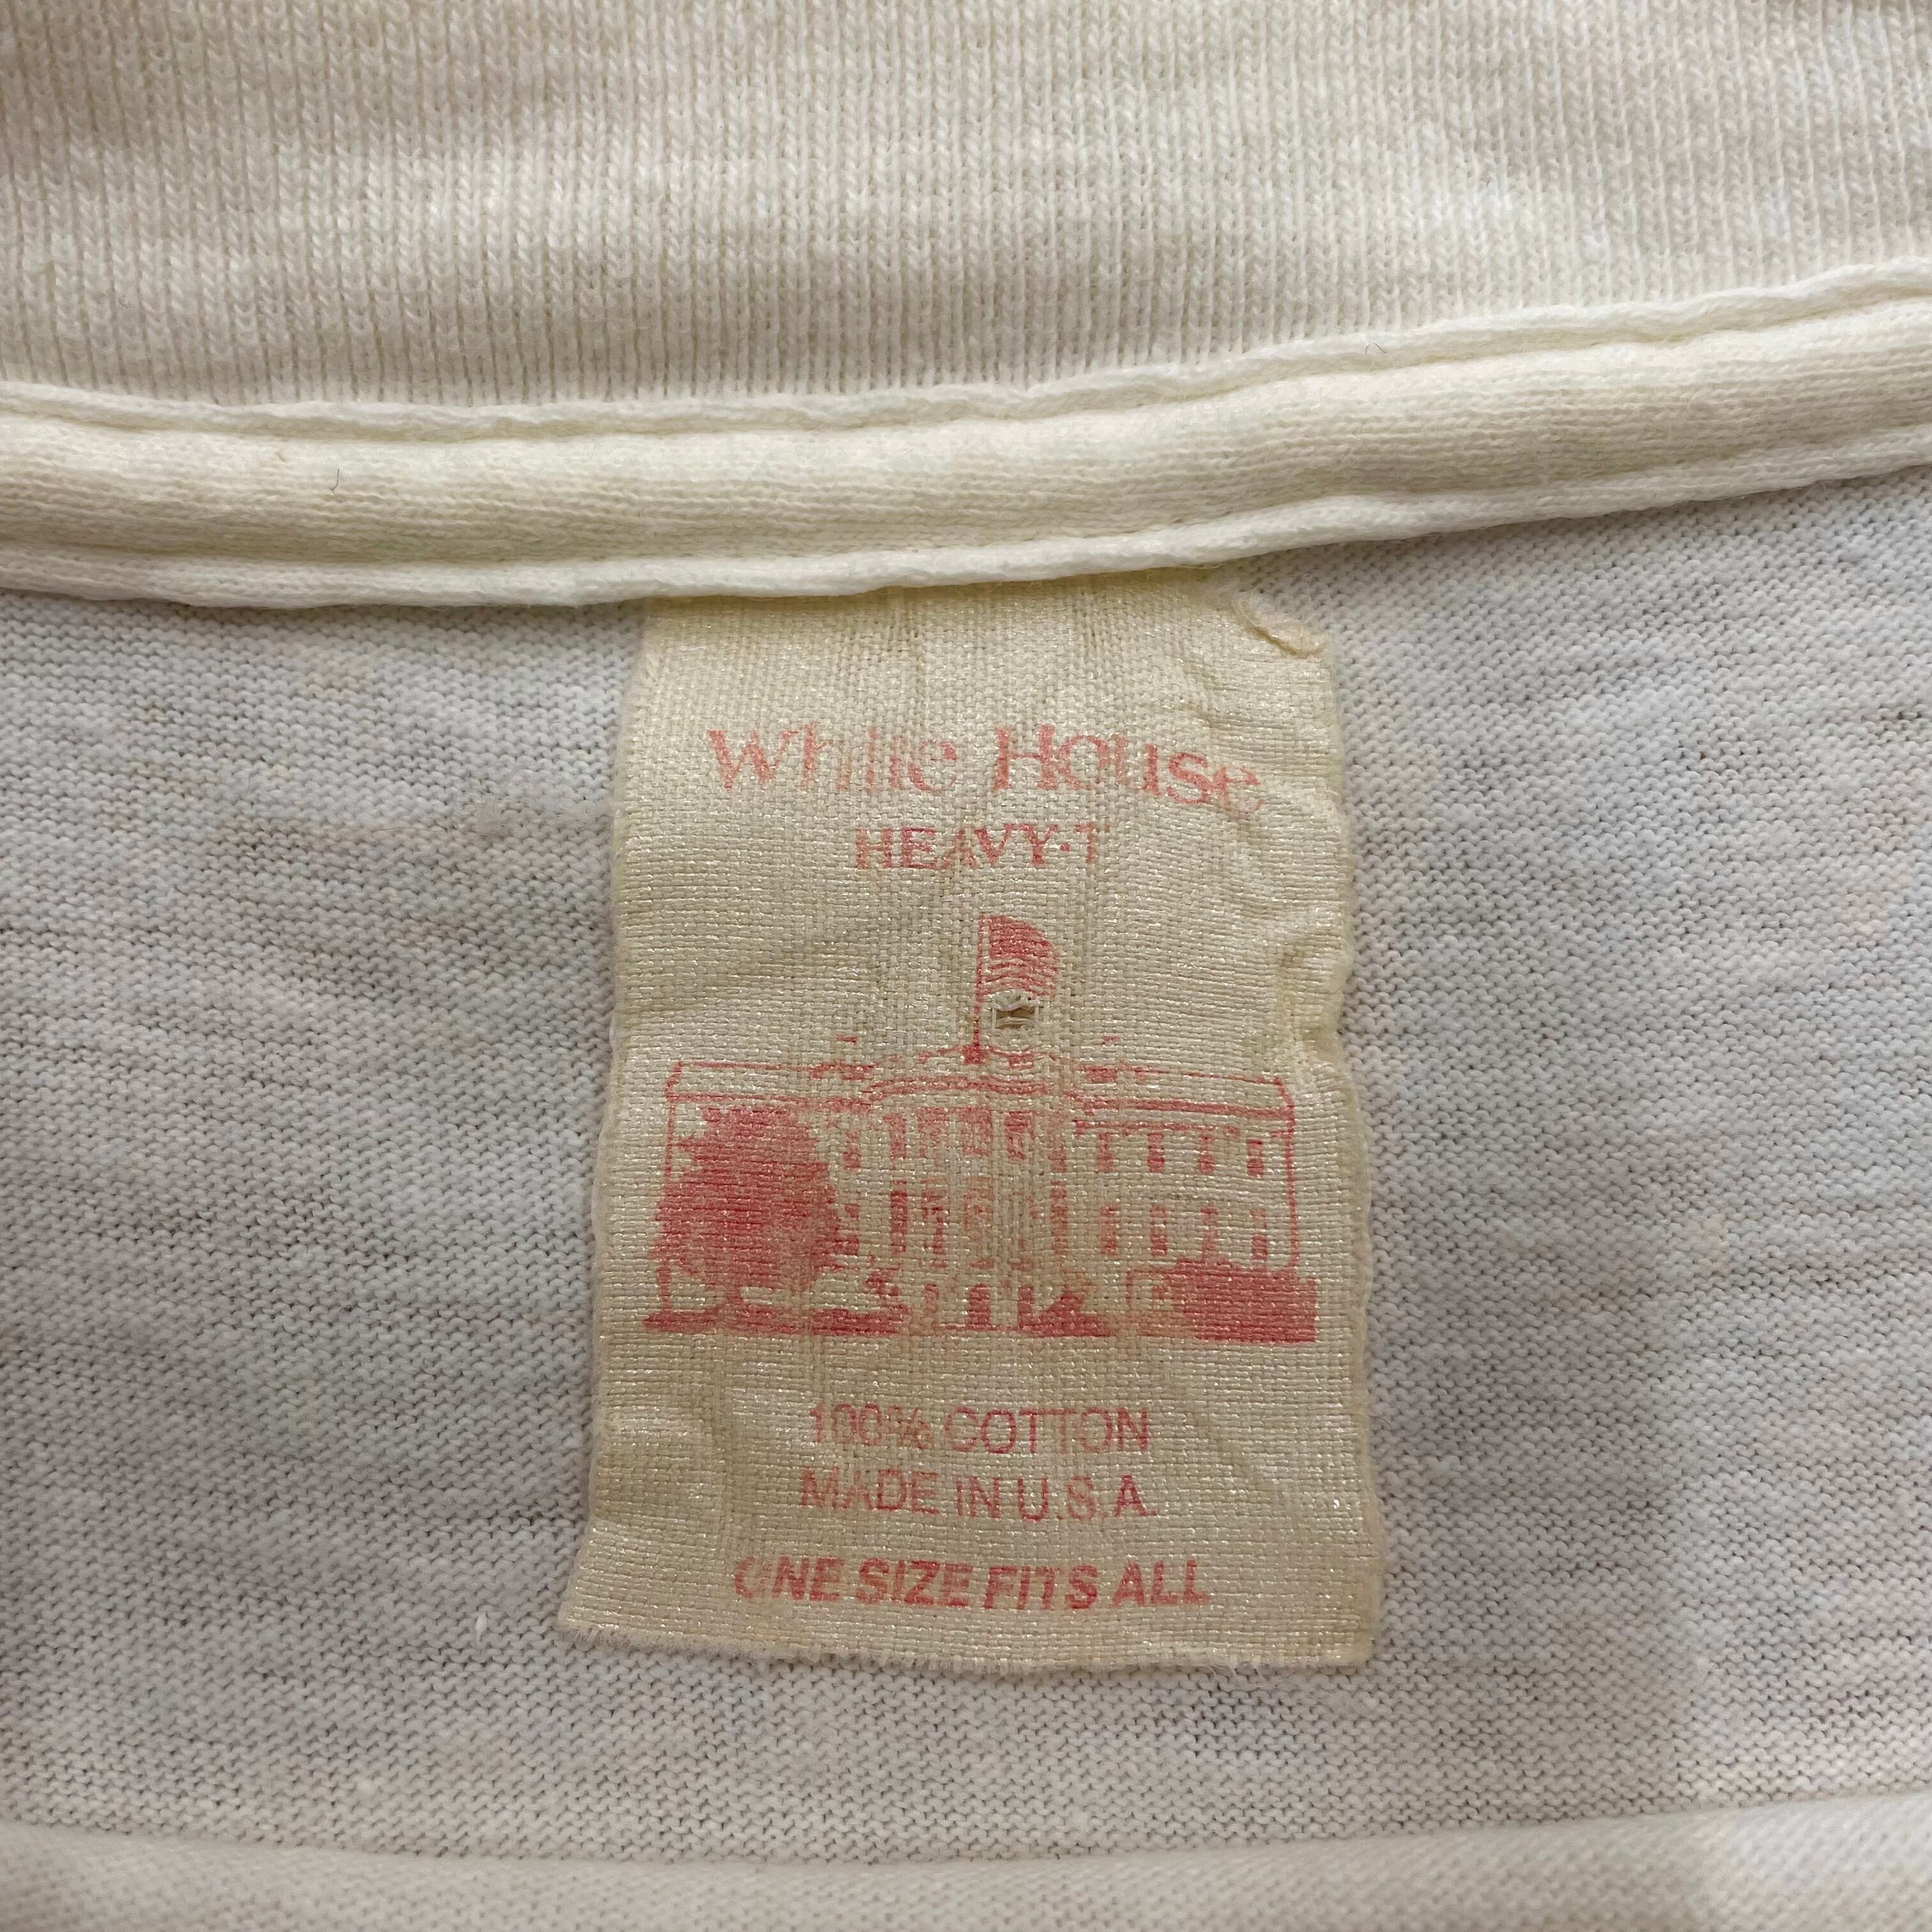 White House
HEAVY-T
100% COTTON
MADE IN U.S.A.
ONE SIZE FITS ALL